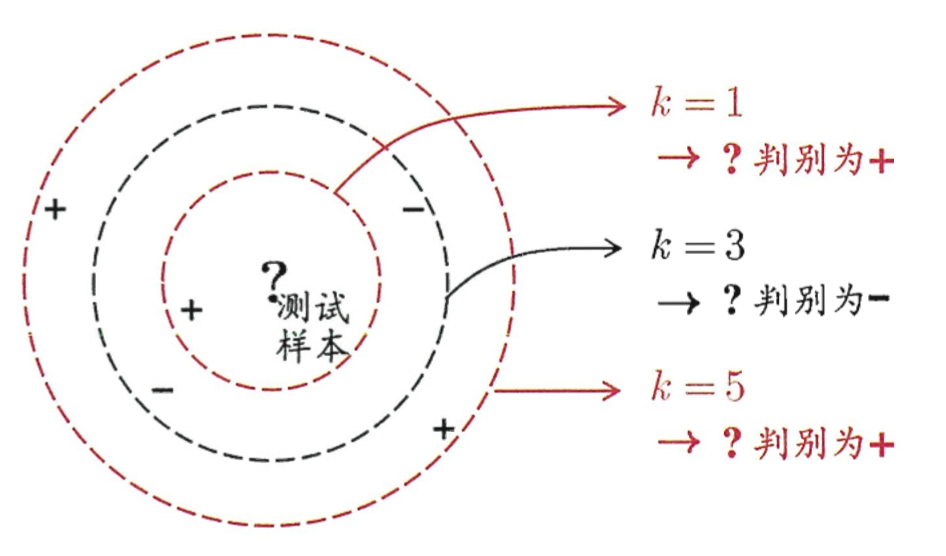 +
−
?
+
测试
样本
−
+
k = 1
→ ?判别为+
k = 3
→ ?判别为−
k = 5
→ ?判别为+